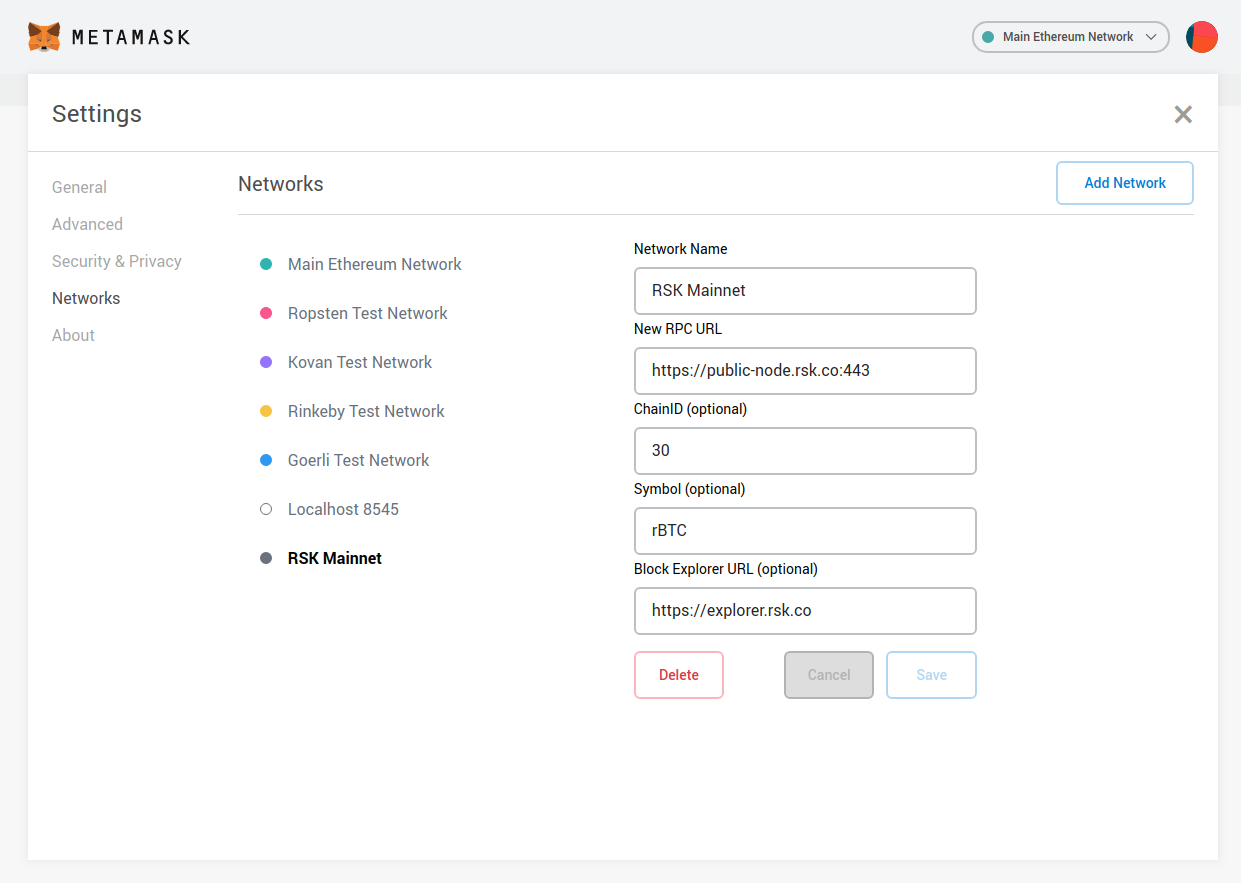 METAMASK
Main Ethereum Network
Settings
General
Advanced
Security & Privacy
Networks
About
Networks
Add Network
Main Ethereum Network
Ropsten Test Network
Kovan Test Network
Rinkeby Test Network
Goerli Test Network
Localhost 8545
RSK Mainnet
Network Name
RSK Mainnet
New RPC URL
https://public-node.rsk.co:443
ChainID (optional)
30
Symbol (optional)
rBTC
Block Explorer URL (optional)
https://explorer.rsk.co
Delete
Cancel
Save